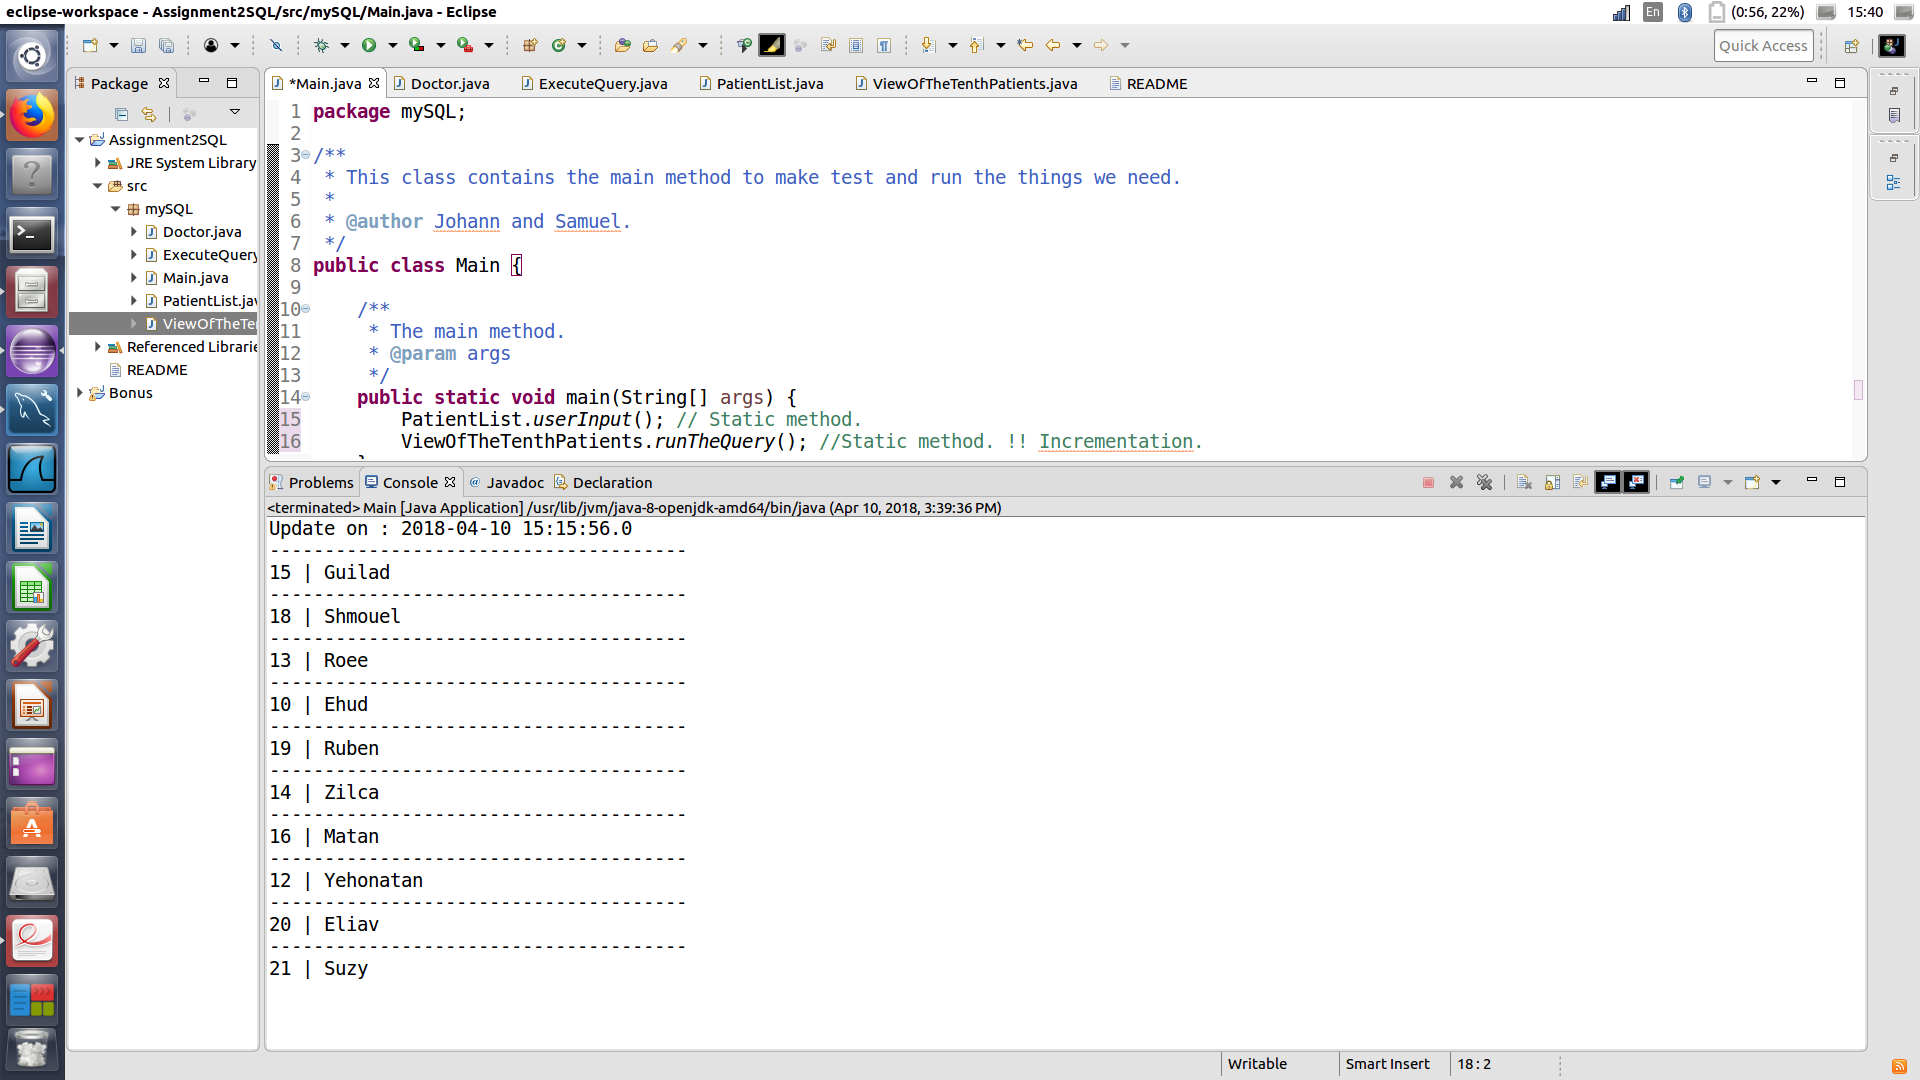 eclipse-workspace - Assignment2SQL/src/mySQL/Main.java - Eclipse
En
(0:56, 22%)
15:40
Quick Access
Package
*Main.java
Doctor.java
ExecuteQuery.java
PatientList.java
ViewOfTheTenthPatients.java
README
Assignment2SQL
JRE System Library
src
mySQL
Doctor.java
ExecuteQuery
Main.java
PatientList.jav
ViewOfTheTe
Referenced Librarie
README
Bonus
1 package mySQL;
2
3 /**
4  * This class contains the main method to make test and run the things we need.
5  *
6  * @author Johann and Samuel.
7  */
8 public class Main {
9
10     /**
11      * The main method.
12      * @param args
13      */
14     public static void main(String[] args) {
15         PatientList.userInput(); // Static method.
16         ViewOfTheTenthPatients.runTheQuery(); //Static method. !! Incrementation.
Problems
Console
Javadoc
Declaration
<terminated> Main [Java Application] /usr/lib/jvm/java-8-openjdk-amd64/bin/java (Apr 10, 2018, 3:39:36 PM)
Update on : 2018-04-10 15:15:56.0
--------------------------------------
15 | Guilad
--------------------------------------
18 | Shmouel
--------------------------------------
13 | Roee
--------------------------------------
10 | Ehud
--------------------------------------
19 | Ruben
--------------------------------------
14 | Zilca
--------------------------------------
16 | Matan
--------------------------------------
12 | Yehonatan
--------------------------------------
20 | Eliav
--------------------------------------
21 | Suzy
Writable
Smart Insert
18 : 2